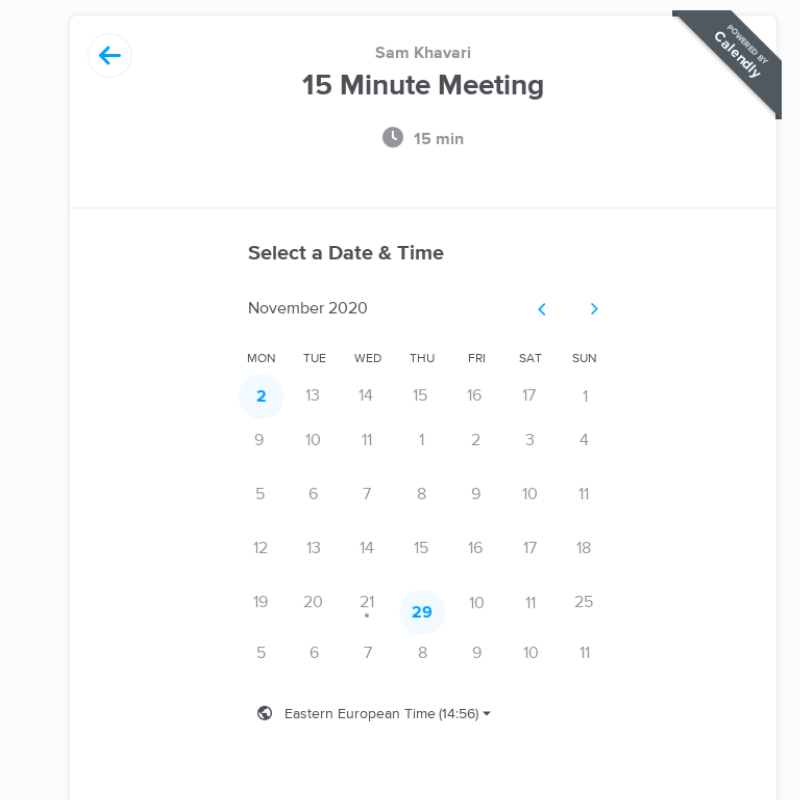 POWERED BY
Calendly
Sam Khavari
15 Minute Meeting
15 min
Select a Date & Time
November 2020
MON TUE WED THU FRI SAT SUN
2 13 14 15 16 17 1
9 10 11 1 2 3 4
5 6 7 8 9 10 11
12 13 14 15 16 17 18
19 20 21 29 10 11 25
5 6 7 8 9 10 11
Eastern European Time (14:56)